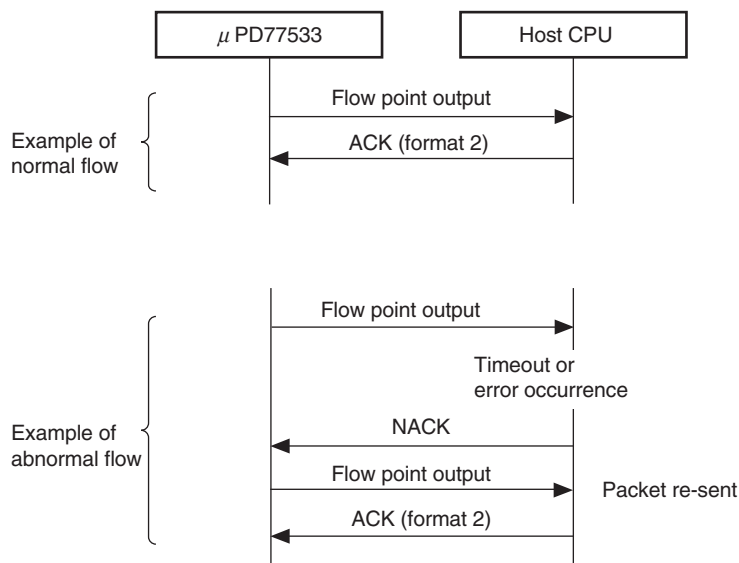 μ PD77533
Host CPU
Flow point output
ACK (format 2)
Example of
normal flow
Flow point output
Timeout or
error occurrence
NACK
Example of
abnormal flow
Flow point output
Packet re-sent
ACK (format 2)